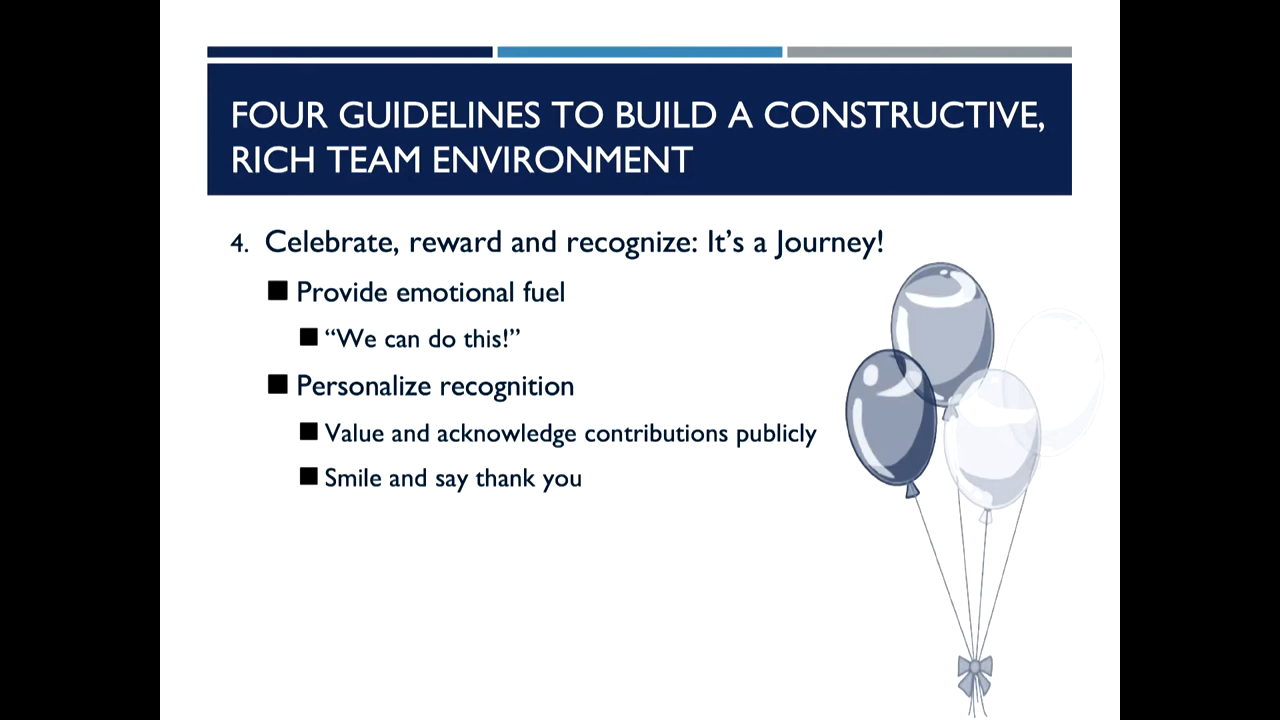 FOUR GUIDELINES TO BUILD A CONSTRUCTIVE,
RICH TEAM ENVIRONMENT
4. Celebrate, reward and recognize: It’s a Journey!
Provide emotional fuel
“We can do this!”
Personalize recognition
Value and acknowledge contributions publicly
Smile and say thank you